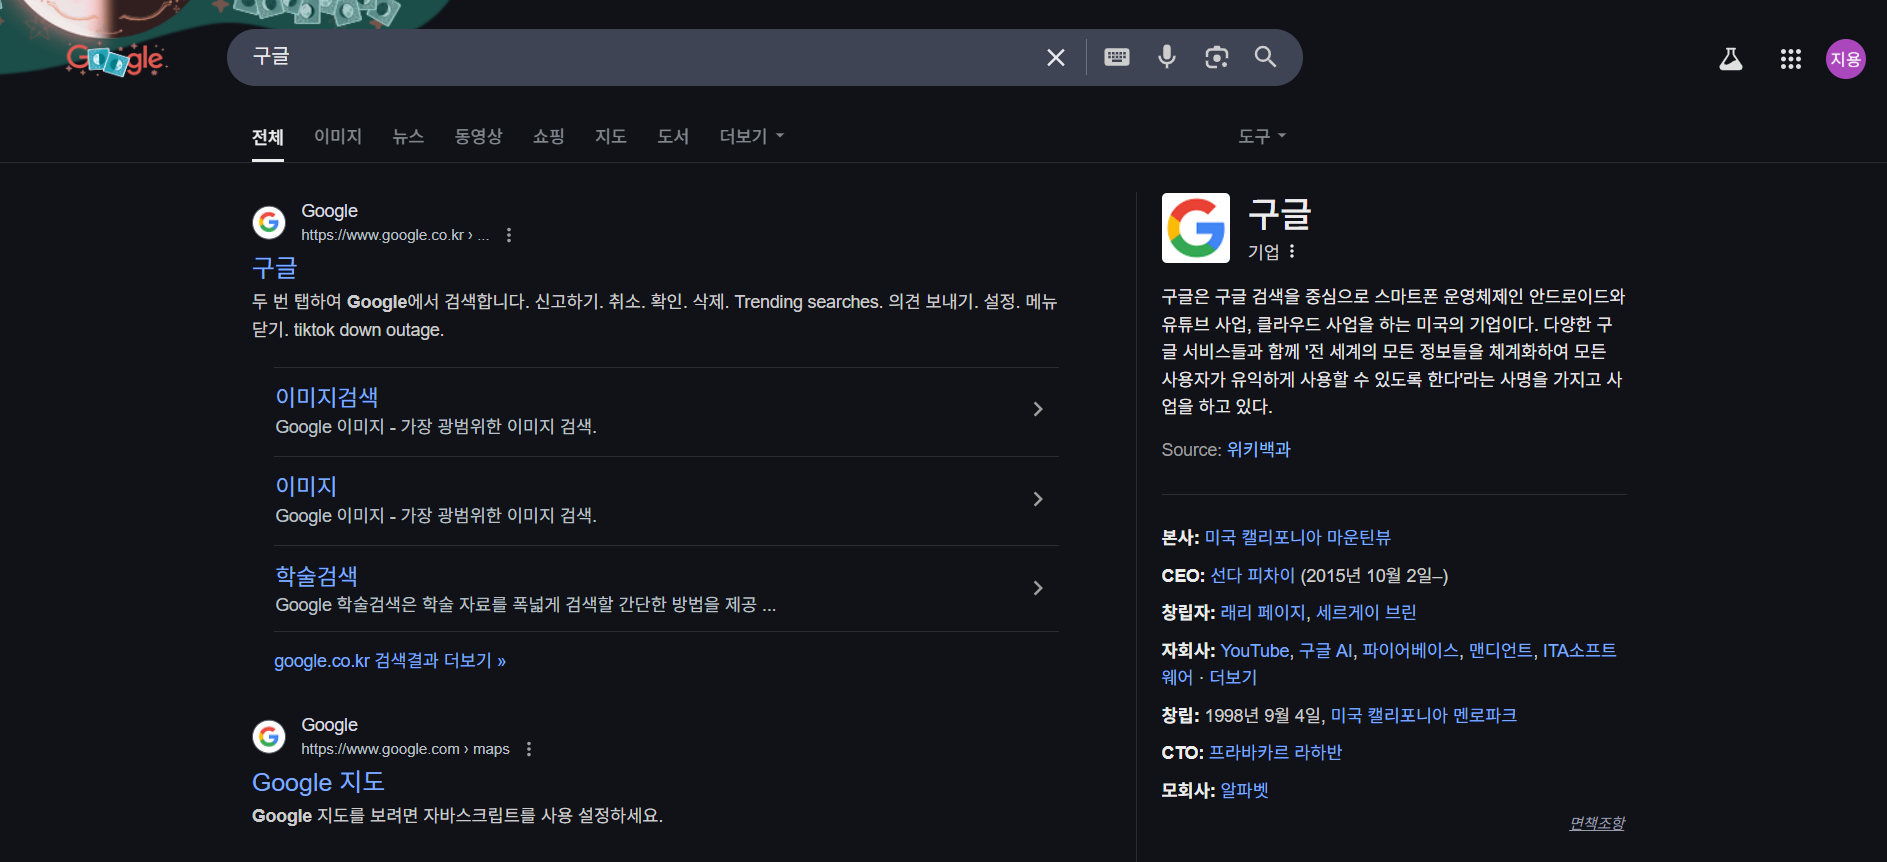 Google
구글
지용
전체
이미지
뉴스
동영상
쇼핑
지도
도서
더보기
도구
Google
https://www.google.co.kr › ...
구글
두 번 탭하여 Google에서 검색합니다. 신고하기. 취소. 확인. 삭제. Trending searches. 의견 보내기. 설정. 메뉴
닫기. tiktok down outage.
이미지검색
Google 이미지 - 가장 광범위한 이미지 검색.
이미지
Google 이미지 - 가장 광범위한 이미지 검색.
학술검색
Google 학술검색은 학술 자료를 폭넓게 검색할 간단한 방법을 제공 ...
google.co.kr 검색결과 더보기 »
Google
https://www.google.com › maps
Google 지도
Google 지도를 보려면 자바스크립트를 사용 설정하세요.
구글
기업
구글은 구글 검색을 중심으로 스마트폰 운영체제인 안드로이드와
유튜브 사업, 클라우드 사업을 하는 미국의 기업이다. 다양한 구
글 서비스들과 함께 '전 세계의 모든 정보들을 체계화하여 모든
사용자가 유익하게 사용할 수 있도록 한다'라는 사명을 가지고 사
업을 하고 있다.
Source: 위키백과
본사: 미국 캘리포니아 마운틴뷰
CEO: 선다 피차이 (2015년 10월 2일–)
창립자: 래리 페이지, 세르게이 브린
자회사: YouTube, 구글 AI, 파이어베이스, 맨디언트, ITA소프트
웨어 · 더보기
창립: 1998년 9월 4일, 미국 캘리포니아 멘로파크
CTO: 프라바카르 라하반
모회사: 알파벳
면책조항